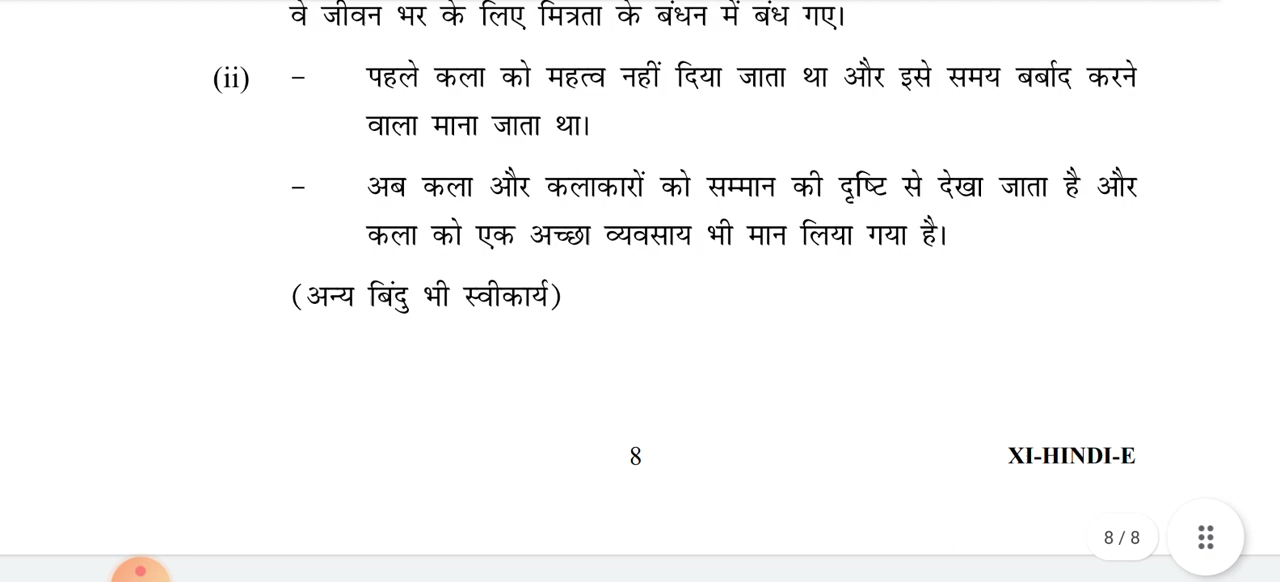 वे जीवन भर के लिए मित्रता के बंधन में बंध गए।
(ii) – पहले कला को महत्व नहीं दिया जाता था और इसे समय बर्बाद करने
वाला माना जाता था।
– अब कला और कलाकारों को सम्मान की दृष्टि से देखा जाता है और
कला को एक अच्छा व्यवसाय भी मान लिया गया है।
(अन्य बिंदु भी स्वीकार्य)
8 XI-HINDI-E
8 / 8